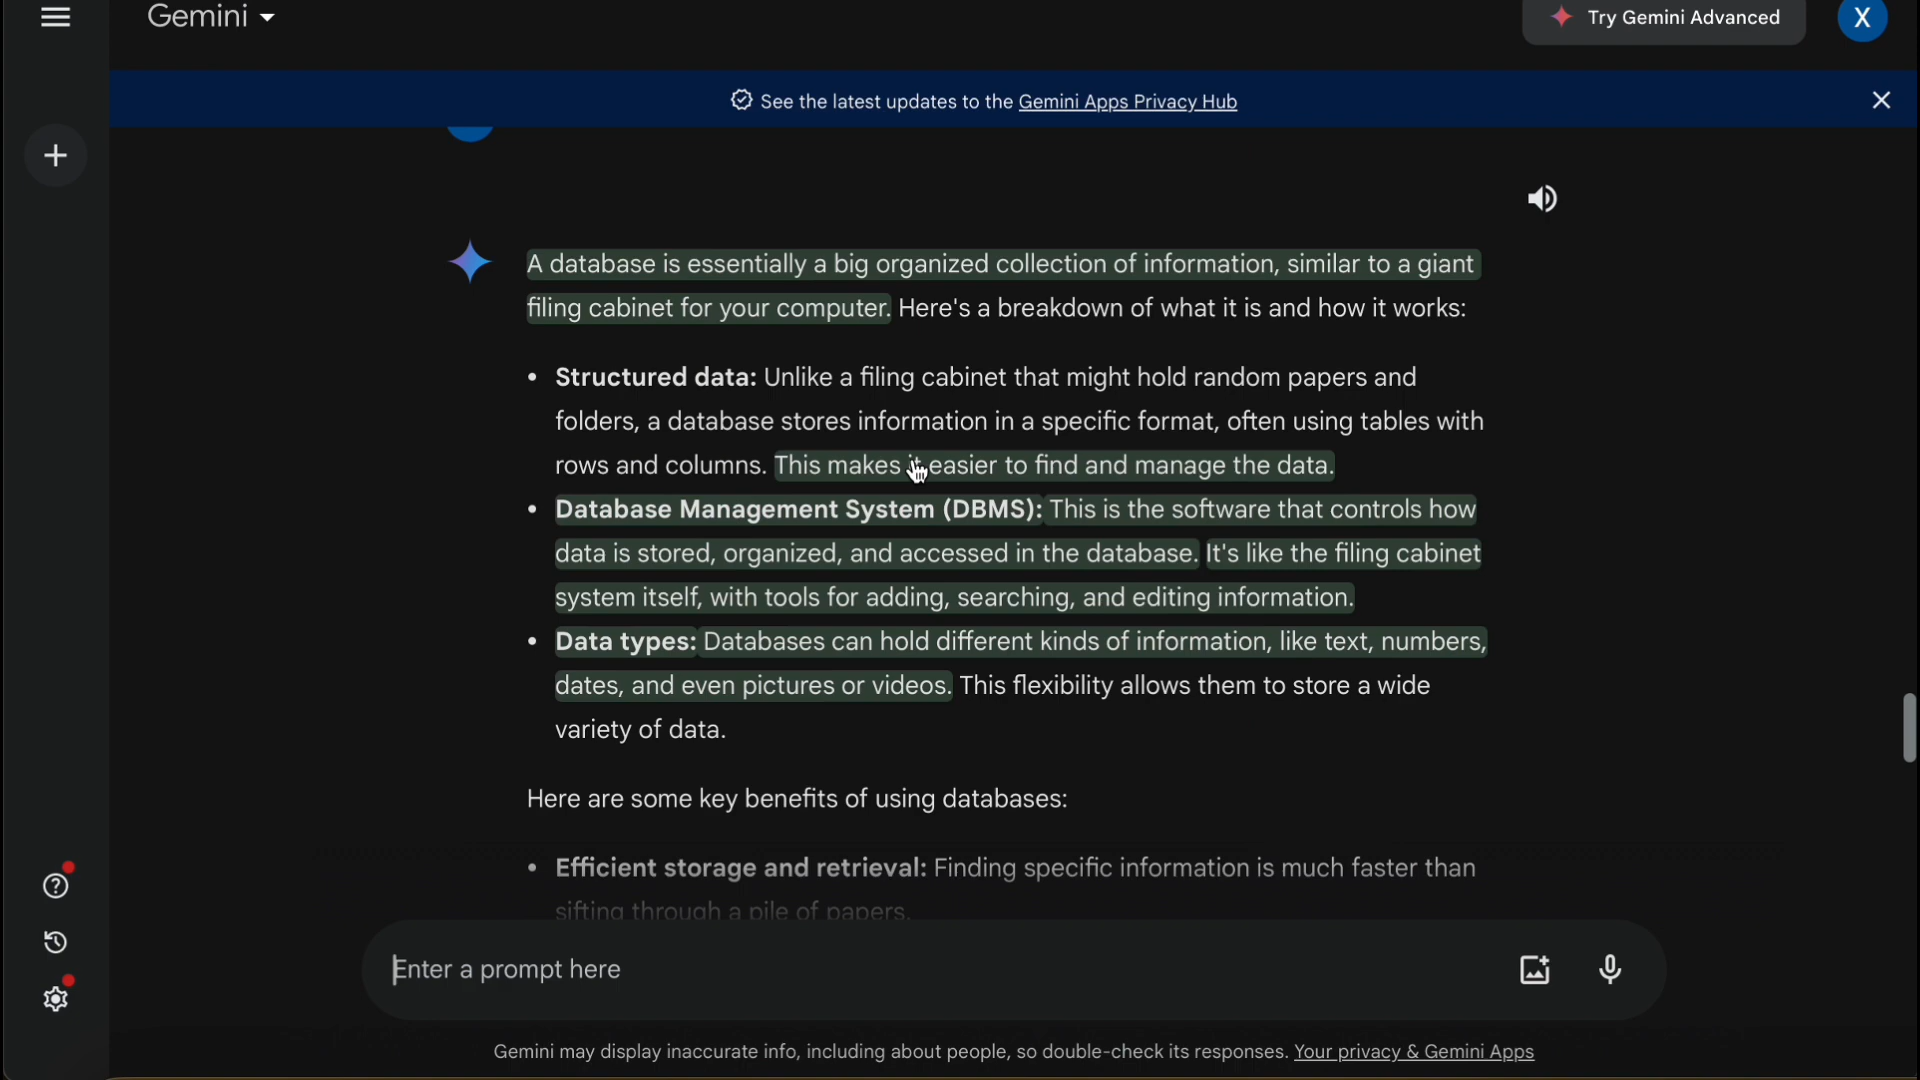 Gemini
Try Gemini Advanced
X
See the latest updates to the Gemini Apps Privacy Hub
A database is essentially a big organized collection of information, similar to a giant
filing cabinet for your computer. Here's a breakdown of what it is and how it works:
• Structured data: Unlike a filing cabinet that might hold random papers and
folders, a database stores information in a specific format, often using tables with
rows and columns. This makes it easier to find and manage the data.
• Database Management System (DBMS): This is the software that controls how
data is stored, organized, and accessed in the database. It's like the filing cabinet
system itself, with tools for adding, searching, and editing information.
• Data types: Databases can hold different kinds of information, like text, numbers,
dates, and even pictures or videos. This flexibility allows them to store a wide
variety of data.
Here are some key benefits of using databases:
• Efficient storage and retrieval: Finding specific information is much faster than
sifting through a pile of papers.
Enter a prompt here
Gemini may display inaccurate info, including about people, so double-check its responses. Your privacy & Gemini Apps